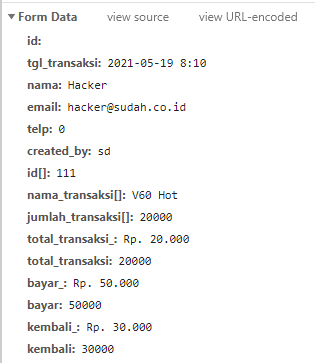 Form Data view source view URL-encoded
id:
tgl_transaksi: 2021-05-19 8:10
nama: Hacker
email: hacker@sudah.co.id
telp: 0
created_by: sd
id[]: 111
nama_transaksi[]: V60 Hot
jumlah_transaksi[]: 20000
total_transaksi_: Rp. 20.000
total_transaksi: 20000
bayar_: Rp. 50.000
bayar: 50000
kembali_: Rp. 30.000
kembali: 30000